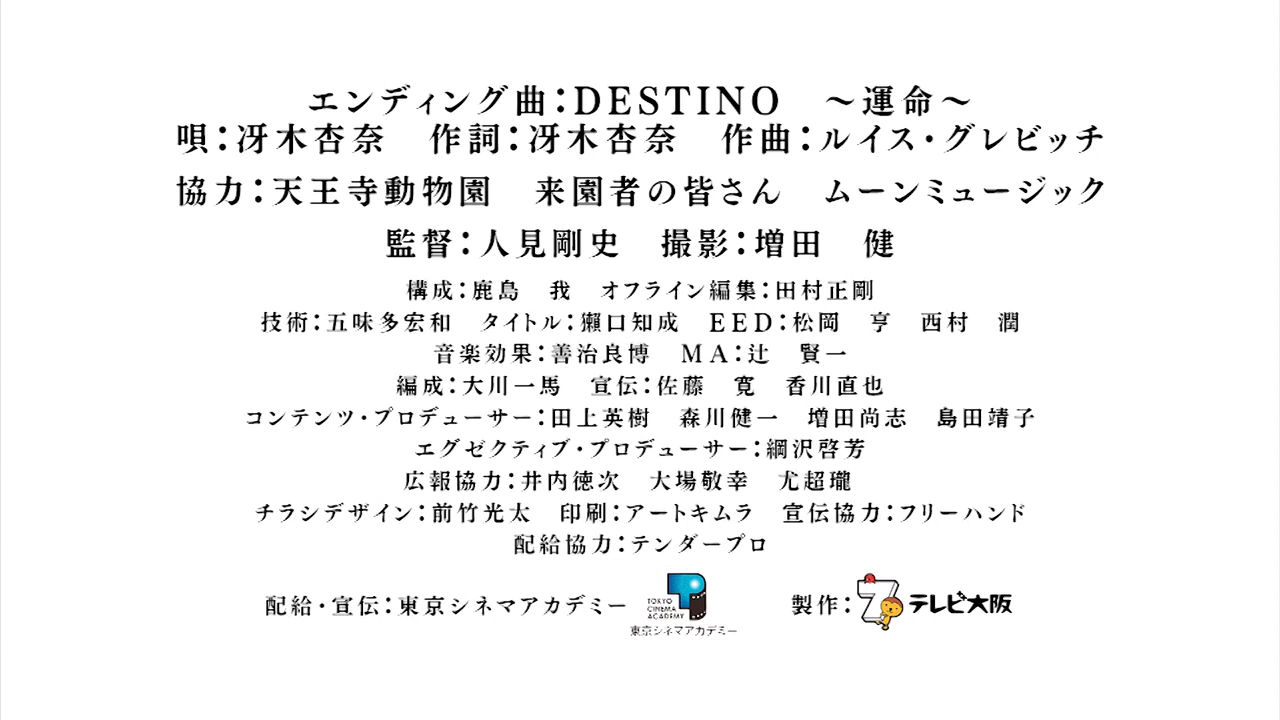 エンディング曲：DESTINO　～運命～
唄：冴木杏奈　作詞：冴木杏奈　作曲：ルイス・グレビッチ
協力：天王寺動物園　来園者の皆さん　ムーンミュージック
監督：人見剛史　撮影：増田　健
構成：鹿島　我　オフライン編集：田村正剛
技術：五味多宏和　タイトル：獺口知成　EED：松岡　亨　西村　潤
音楽効果：善治良博　MA：辻　賢一
編成：大川一馬　宣伝：佐藤　寛　香川直也
コンテンツ・プロデューサー：田上英樹　森川健一　増田尚志　島田靖子
エグゼクティブ・プロデューサー：綱沢啓芳
広報協力：井内徳次　大場敬幸　尤超瓏
チラシデザイン：前竹光太　印刷：アートキムラ　宣伝協力：フリーハンド
配給協力：テンダープロ
配給・宣伝：東京シネマアカデミー
TOKYO
CINEMA
ACADEMY
東京シネマアカデミー
製作：7 テレビ大阪